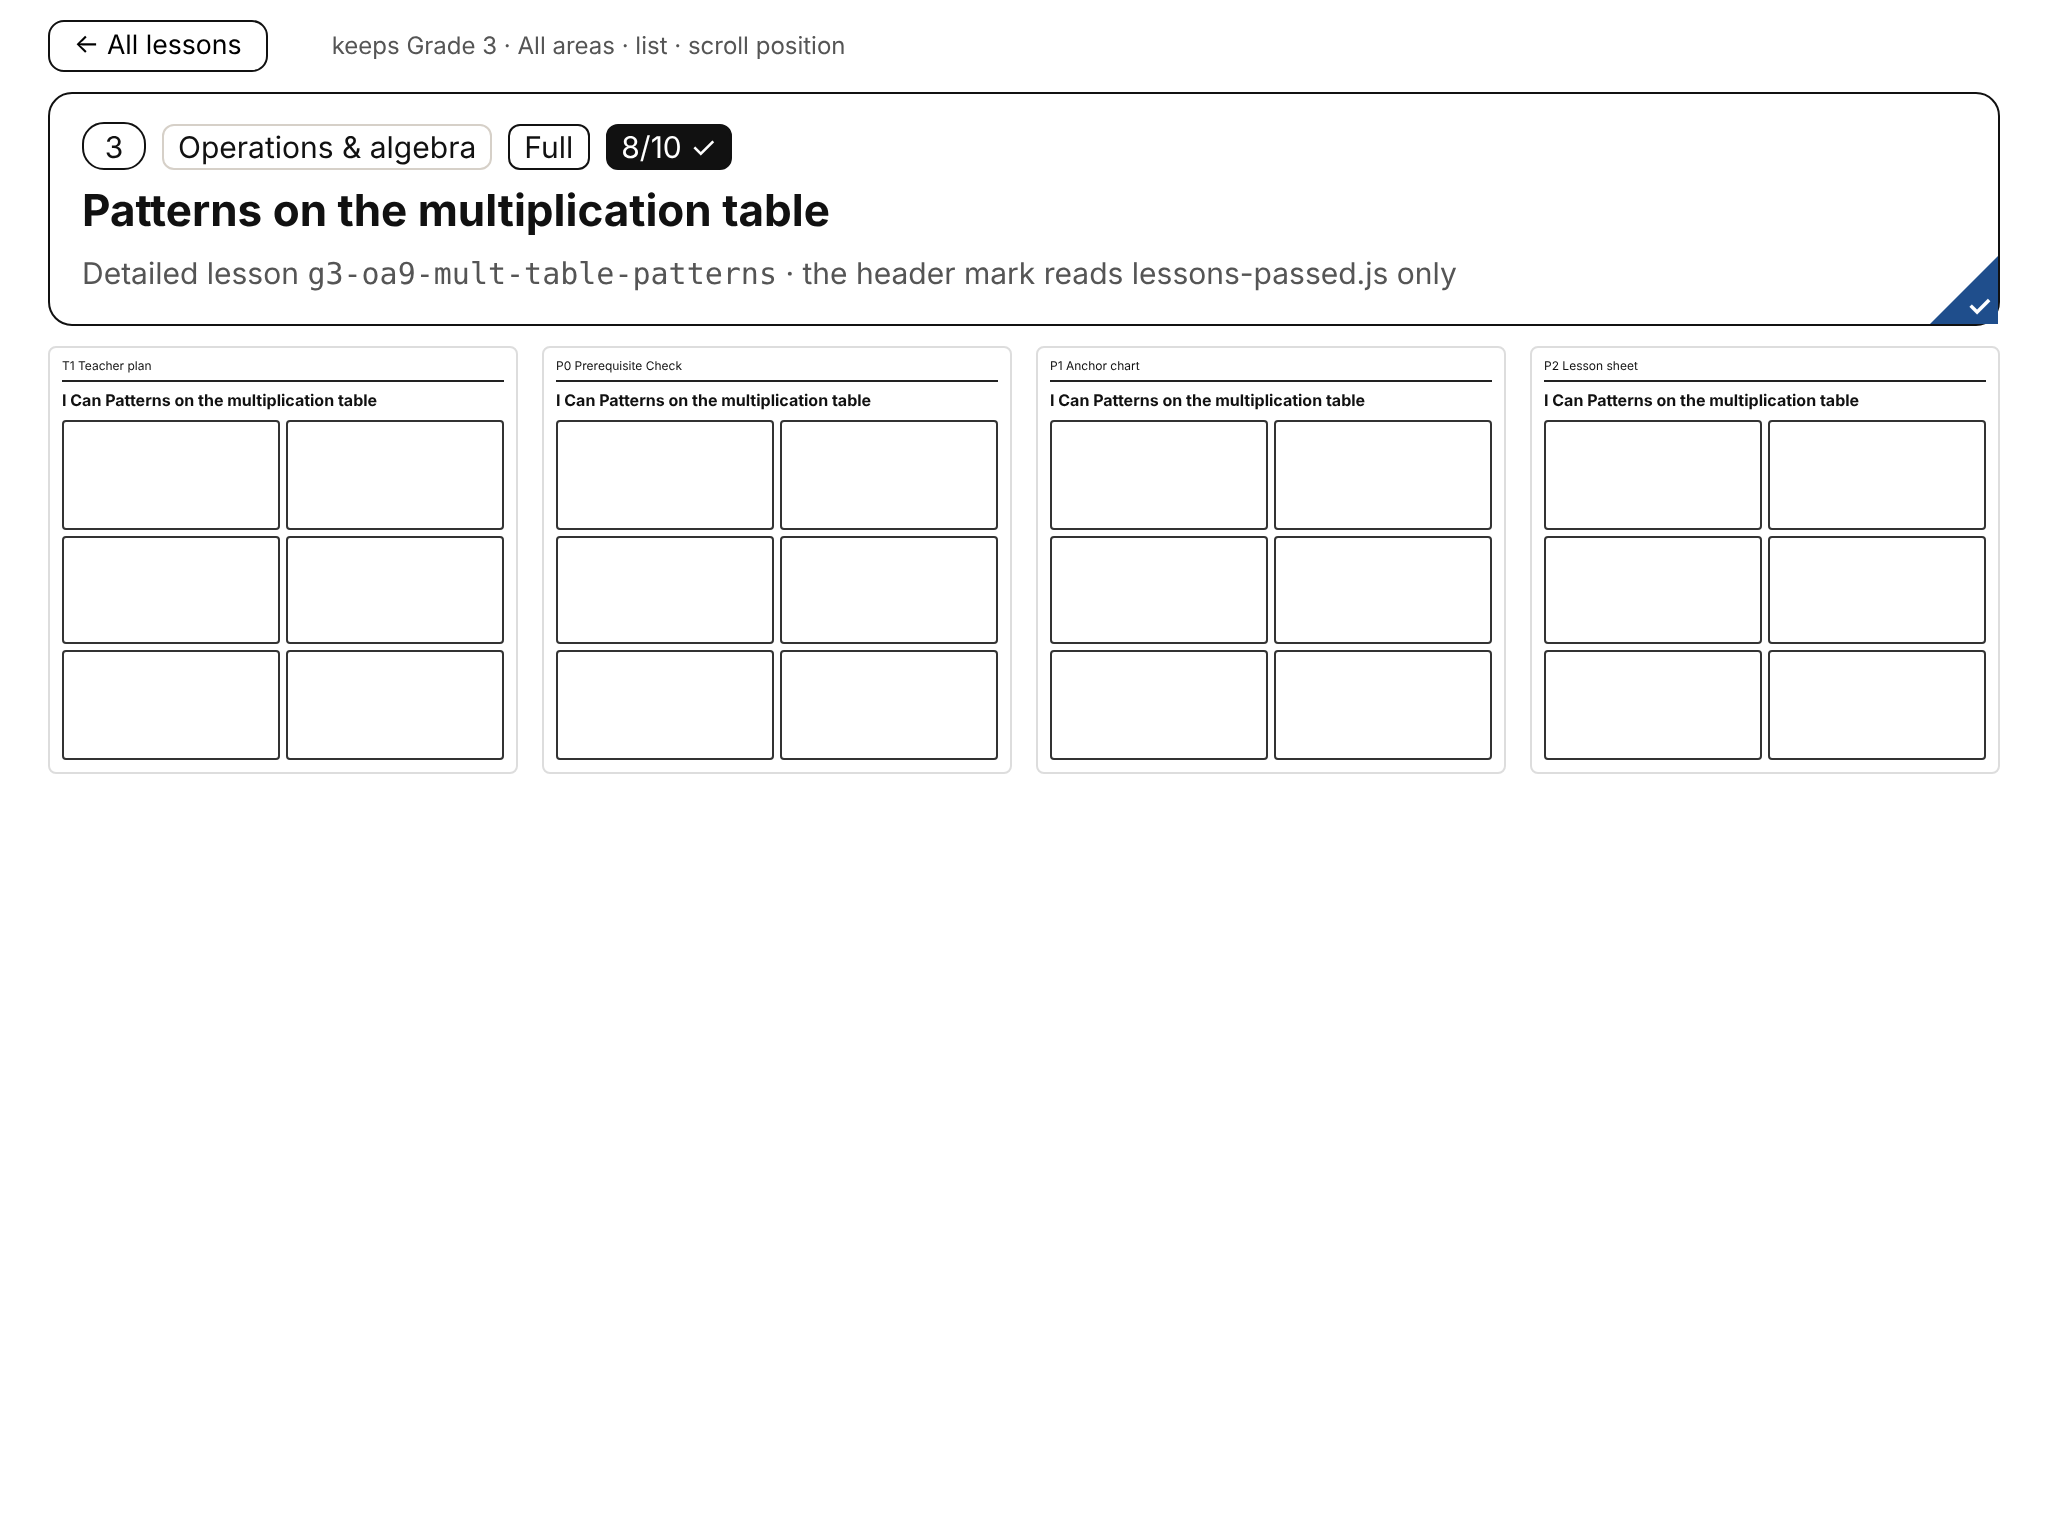 ← All lessons
keeps Grade 3 · All areas · list · scroll position
3 Operations & algebra Full 8/10 ✓
Patterns on the multiplication table
Detailed lesson g3-oa9-mult-table-patterns · the header mark reads lessons-passed.js only
✓
T1 Teacher plan
I Can Patterns on the multiplication table
P0 Prerequisite Check
I Can Patterns on the multiplication table
P1 Anchor chart
I Can Patterns on the multiplication table
P2 Lesson sheet
I Can Patterns on the multiplication table